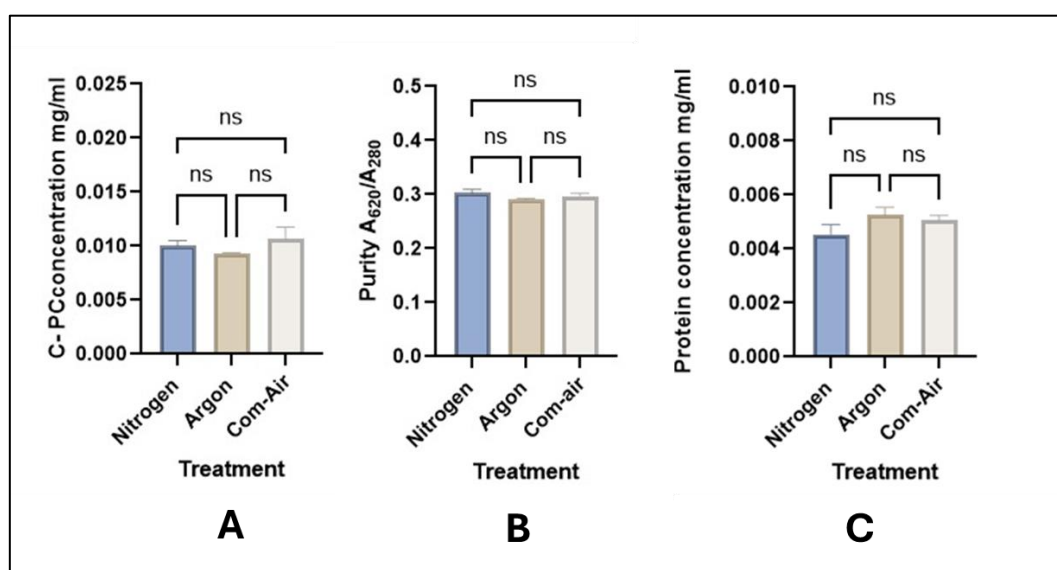 C- PCconcentration mg/ml
0.025
0.020
0.015
0.010
0.005
0.000
ns
ns
ns
Nitrogen
Argon
Com-Air
Treatment
A
Purity A620/A280
0.5
0.4
0.3
0.2
0.1
0.0
ns
ns
ns
Nitrogen
Argon
Com-air
Treatment
B
Protein concentration mg/ml
0.010
0.008
0.006
0.004
0.002
0.000
ns
ns
ns
Nitrogen
Argon
Com-Air
Treatment
C